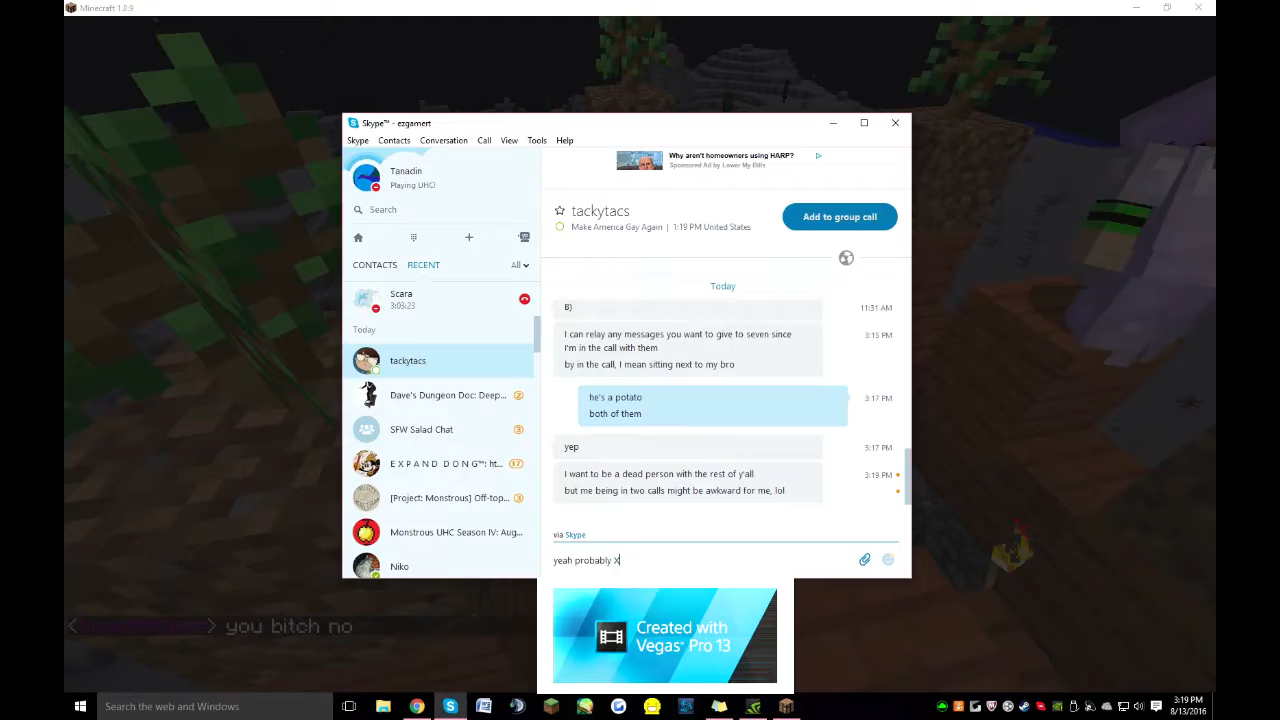 Minecraft 1.8.9
Skype™ - ezgamert
Skype Contacts Conversation Call View Tools Help
Tanadin
Playing UHC!
Search
CONTACTS RECENT All
Scara
3:03:23
Today
tackytacs
Dave's Dungeon Doc: Deep... 2
SFW Salad Chat 3
E X P A N D D O N G™: ht... 17
[Project: Monstrous] Off-top... 3
Monstrous UHC Season IV: Aug...
Niko
Why aren't homeowners using HARP?
Sponsored Ad by Lower My Bills
tackytacs
Make America Gay Again | 1:19 PM United States
Add to group call
Today
B) 11:31 AM
I can relay any messages you want to give to seven since 3:15 PM
I'm in the call with them
by in the call, I mean sitting next to my bro
he's a potato 3:17 PM
both of them
yep 3:17 PM
I want to be a dead person with the rest of y'all 3:19 PM
but me being in two calls might be awkward for me, lol
via Skype
yeah probably X
< > you bitch no
Created with
Vegas™ Pro 13
Search the web and Windows
3:19 PM
8/13/2016